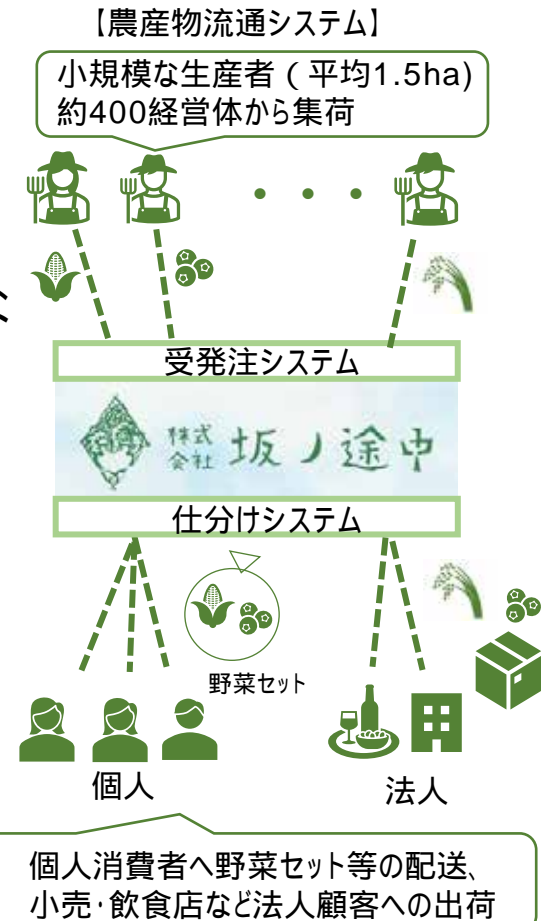 【農産物流通システム】
小規模な生産者(平均1.5ha)
約400経営体から集荷
受発注システム
株式会社 坂ノ途中
仕分けシステム
野菜セット
個人
法人
個人消費者へ野菜セット等の配送、
小売・飲食店など法人顧客への出荷